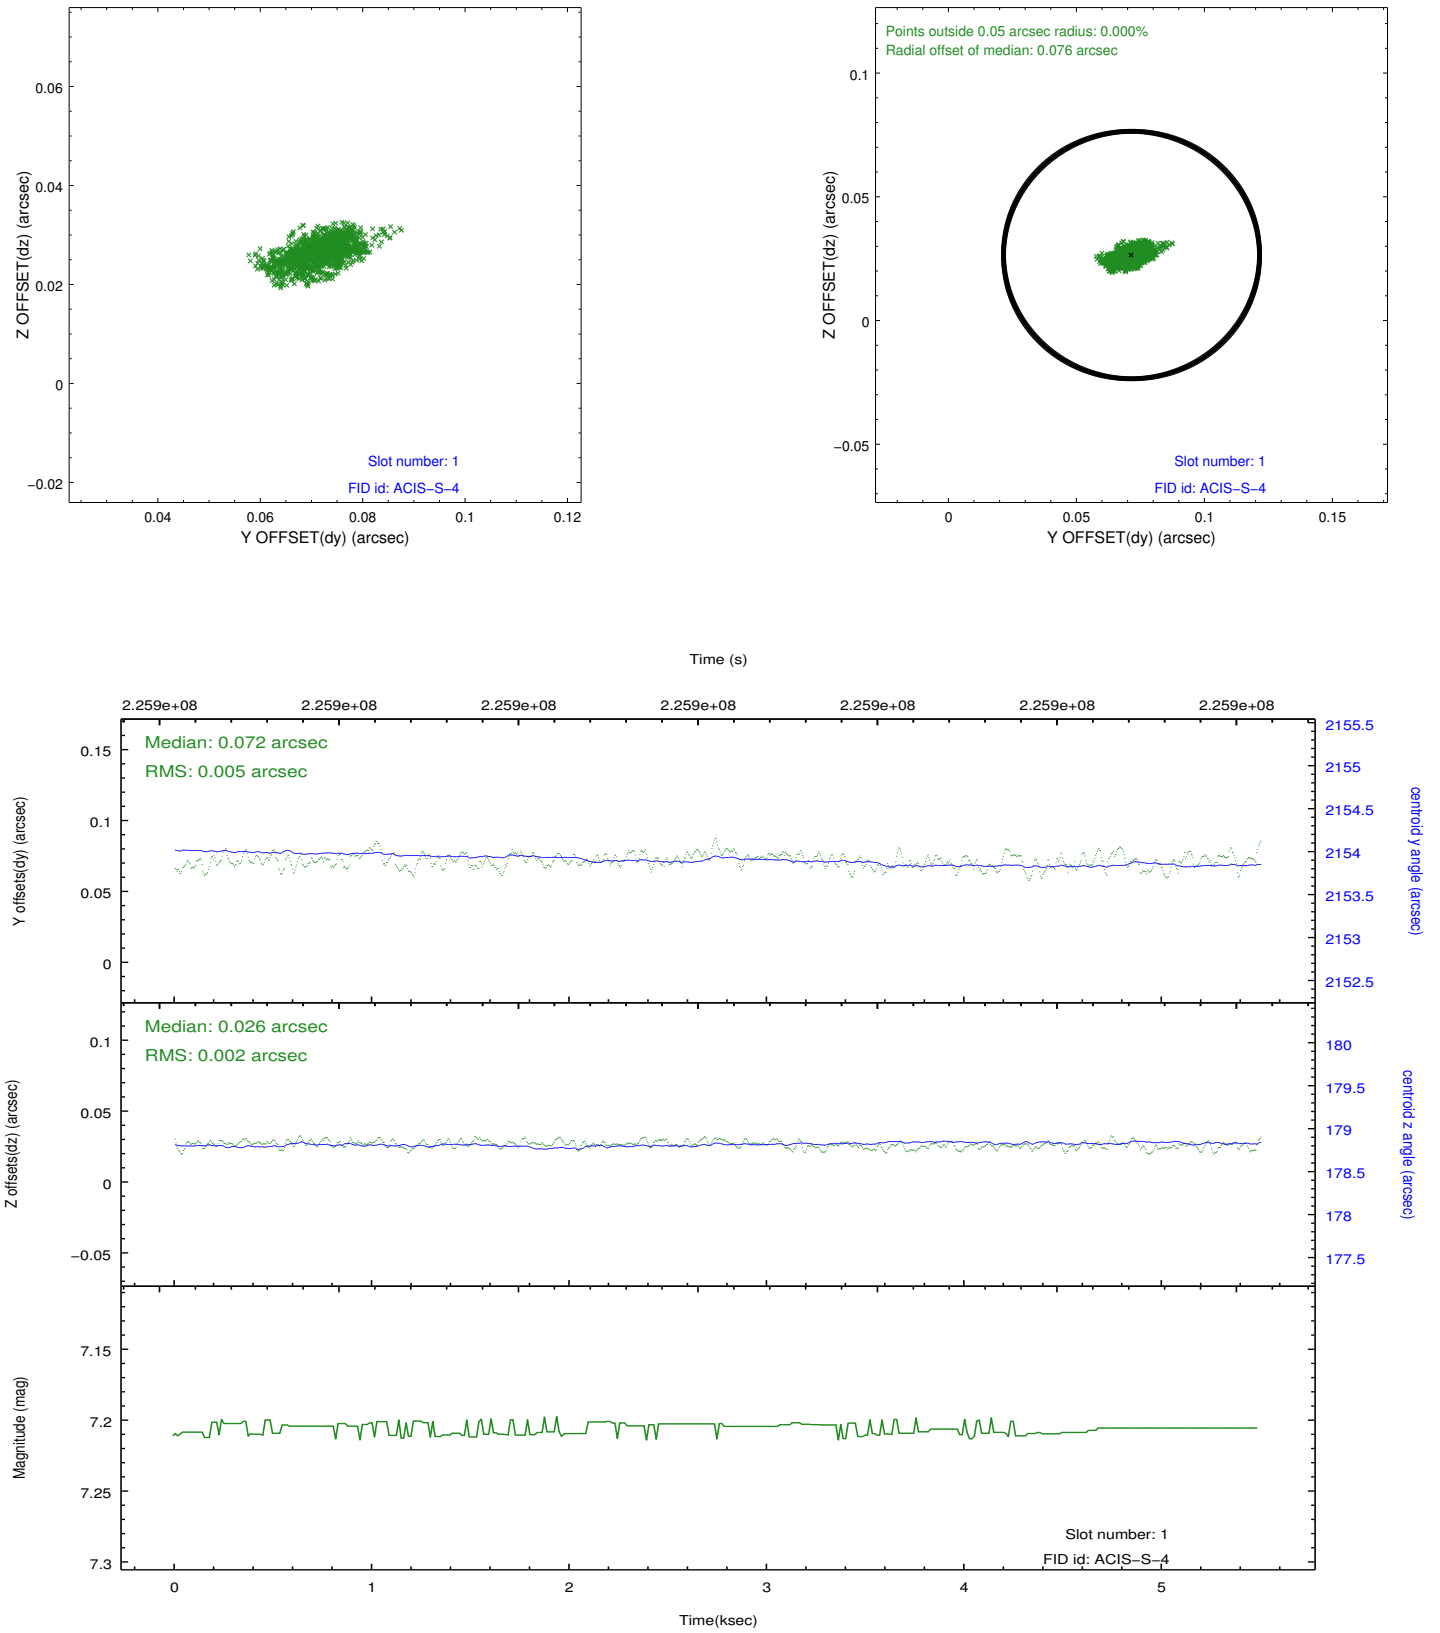 0.06
0.04
0.02
0
−0.02
Z OFFSET(dz) (arcsec)
Slot number: 1
FID id: ACIS−S−4
0.04 0.06 0.08 0.1 0.12
Y OFFSET(dy) (arcsec)
Points outside 0.05 arcsec radius: 0.000%
Radial offset of median: 0.076 arcsec
0.1
0.05
0
−0.05
Z OFFSET(dz) (arcsec)
Slot number: 1
FID id: ACIS−S−4
0 0.05 0.1 0.15
Y OFFSET(dy) (arcsec)
Time (s)
2.259e+08 2.259e+08 2.259e+08 2.259e+08 2.259e+08 2.259e+08 2.259e+08
Median: 0.072 arcsec
RMS: 0.005 arcsec
0.15
0.1
0.05
0
Y offsets(dy) (arcsec)
2155.5
2155
2154.5
2154
2153.5
2153
2152.5
centroid y angle (arcsec)
Median: 0.026 arcsec
RMS: 0.002 arcsec
0.1
0.05
0
−0.05
Z offsets(dz) (arcsec)
180
179.5
179
178.5
178
177.5
centroid z angle (arcsec)
7.15
7.2
7.25
7.3
Magnitude (mag)
Slot number: 1
FID id: ACIS−S−4
0 1 2 3 4 5
Time(ksec)